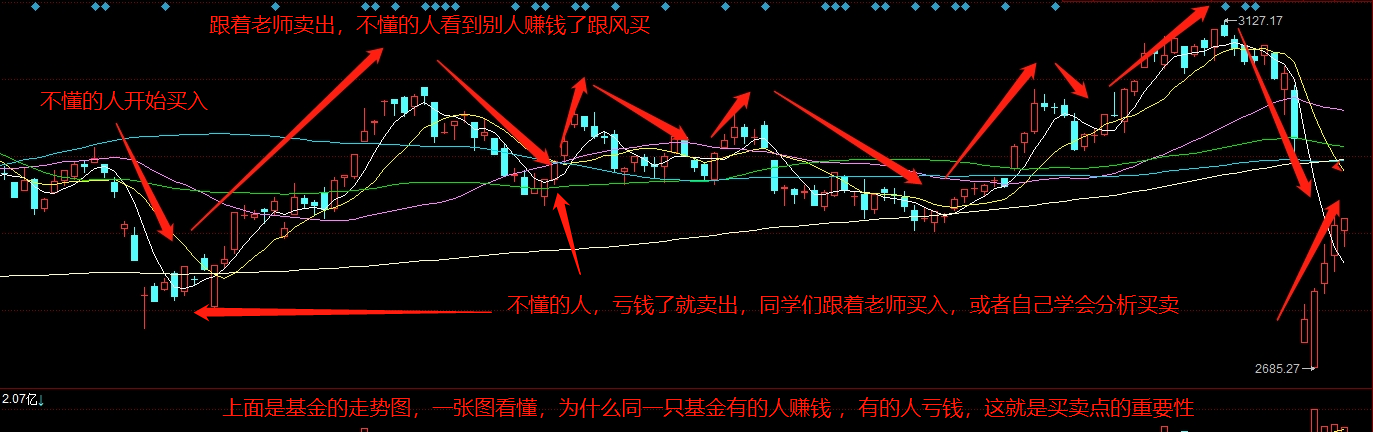 跟着老师卖出，不懂的人看到别人赚钱了跟风买
3127.17
不懂的人开始买入
不懂的人，亏钱了就卖出，同学们跟着老师买入，或者自己学会分析买卖
2685.27
2.07亿↓
上面是基金的走势图，一张图看懂，为什么同一只基金有的人赚钱 ，有的人亏钱，这就是买卖点的重要性